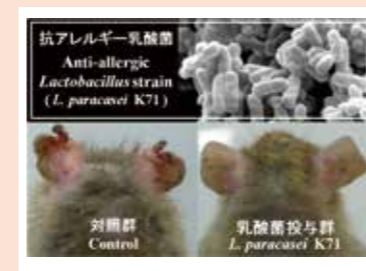 抗アレルギー乳酸菌
Anti-allergic
Lactobacillus strain
( L. paracasei K71 )
対照群
Control
乳酸菌投与群
L. paracasei K71